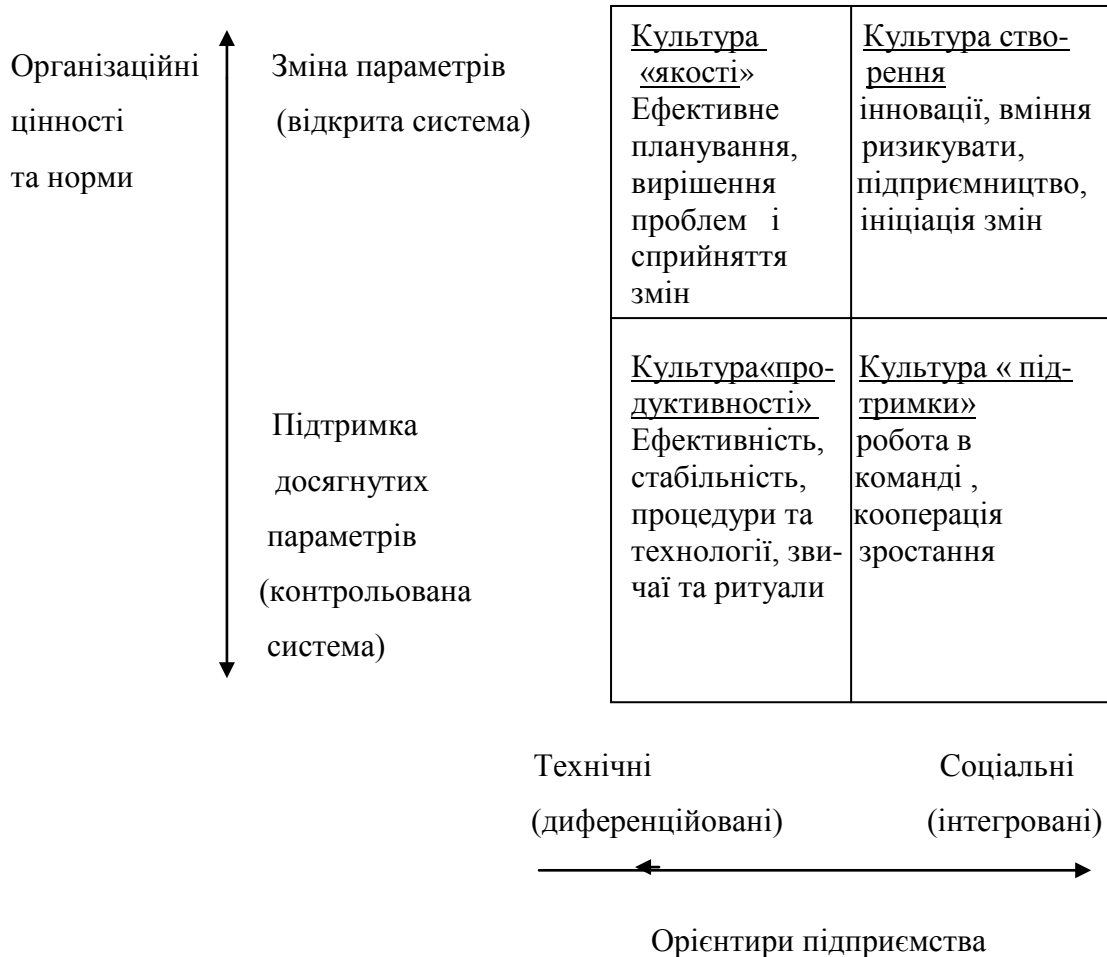 Організаційні
цінності
та норми
Зміна параметрів
(відкрита система)
Підтримка
досягнутих
параметрів
(контрольована
система)
Культура
«якості»
Ефективне
планування,
вирішення
проблем і
сприйняття
змін
Культура ство-
рення
інновації, вміння
ризикувати,
підприємництво,
ініціація змін
Культура«про-
дуктивності»
Ефективність,
стабільність,
процедури та
технології, зви-
чаї та ритуали
Культура « під-
тримки»
робота в
команді ,
кооперація
зростання
Технічні
(диференційовані)
Соціальні
(інтегровані)
Орієнтири підприємства